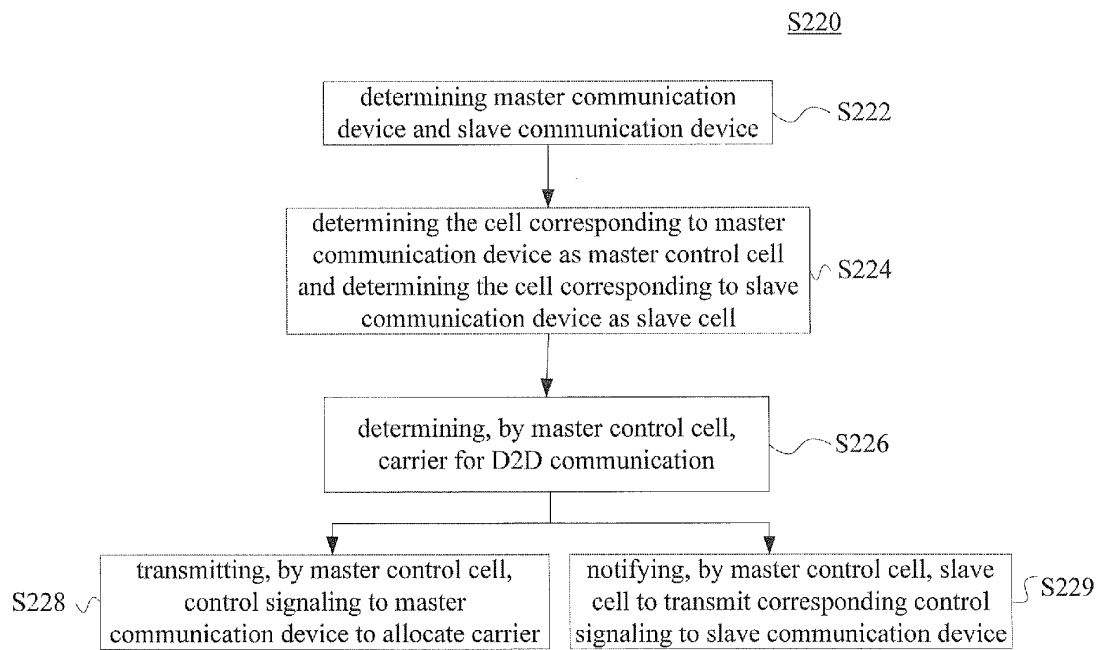 S220
determining master communication
device and slave communication device
S222
determining the cell corresponding to master
communication device as master control cell
and determining the cell corresponding to slave
communication device as slave cell
S224
determining, by master control cell,
carrier for D2D communication
S226
transmitting, by master control cell,
control signaling to master
communication device to allocate carrier
S228
notifying, by master control cell, slave
cell to transmit corresponding control
signaling to slave communication device
S229